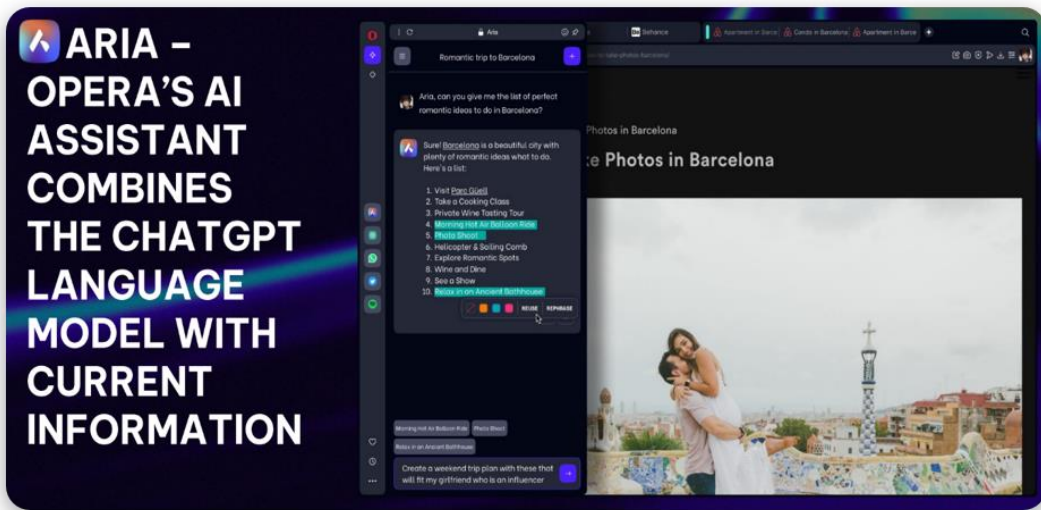 ARIA –
OPERA'S AI
ASSISTANT
COMBINES
THE CHATGPT
LANGUAGE
MODEL WITH
CURRENT
INFORMATION
Aria
Romantic trip to Barcelona
Aria, can you give me the list of perfect
romantic ideas to do in Barcelona?
Sure! Barcelona is a beautiful city with
plenty of romantic ideas what to do.
Here's a list:
1. Visit Parc Güell
2. Take a Cooking Class
3. Private Wine Tasting Tour
4. Morning Hot Air Balloon Ride
5. Photo Shoot
6. Helicopter & Sailing Comb
7. Explore Romantic Spots
8. Wine and Dine
9. See a Show
10. Relax in an Ancient Bathhouse
REUSE REPHRASE
Morning Hot Air Balloon Ride Photo Shoot
Relax in an Ancient Bathhouse
Create a weekend trip plan with these that
will fit my girlfriend who is an influencer
Bē Behance
Apartment in Barce Condo in Barcelona Apartment in Barce
Photos in Barcelona
e Photos in Barcelona